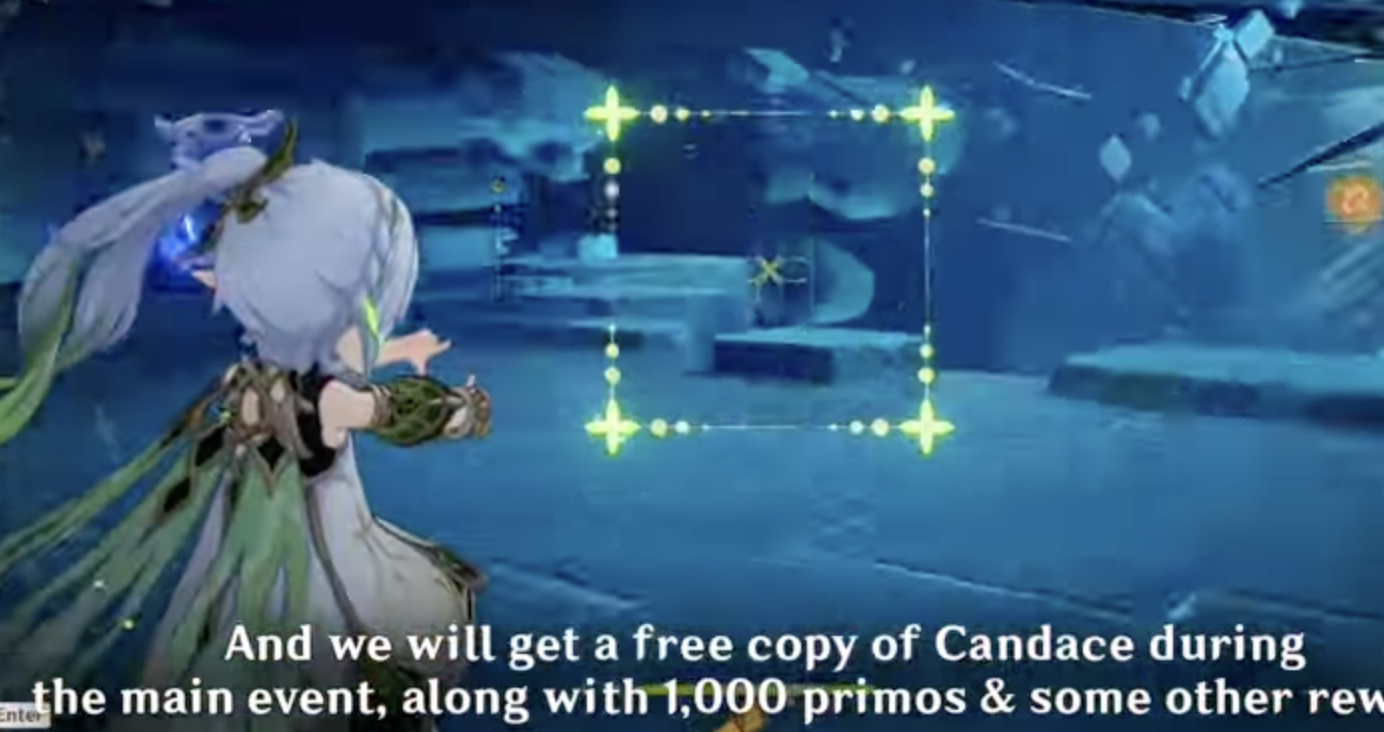 And we will get a free copy of Candace during
the main event, along with 1,000 primos & some other rew
Enter